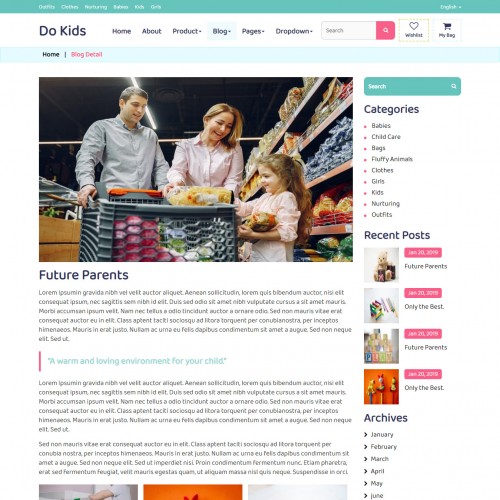 Outfits Clothes Nurturing Babies Kids Girls English
Do Kids Home About Product Blog Pages Dropdown Search Wishlist My Bag
Home | Blog Detail
Search
Categories
Babies
Child Care
Bags
Fluffy Animals
Clothes
Girls
Kids
Nurturing
Outfits
Recent Posts
Jan 20, 2019
Future Parents
Jan 20, 2019
Only the Best.
Jan 20, 2019
Future Parents
Jan 20, 2019
Only the Best.
Archives
January
February
March
April
May
june
Future Parents
Lorem Ipsum gravida nibh vel velit auctor aliquet. Aenean sollicitudin, lorem quis bibendum auctor, nisi elit
consequat ipsum, nec sagittis sem nibh id elit. Duis sed odio sit amet nibh vulputate cursus a sit amet mauris.
Morbi accumsan ipsum velit. Nam nec tellus a odio tincidunt auctor a ornare odio. Sed non mauris vitae erat
consequat auctor eu in elit. Class aptent taciti sociosqu ad litora torquent per conubia nostra, per inceptos
himenaeos. Mauris in erat justo. Nullam ac urna eu felis dapibus condimentum sit amet a augue. Sed non neque
elit. Sed ut.
"A warm and loving environment for your child."
Lorem Ipsumin gravida nibh vel velit auctor aliquet. Aenean sollicitudin, lorem quis bibendum auctor, nisi elit
consequat ipsum, nec sagittis sem nibh id elit. Duis sed odio sit amet nibh vulputate cursus a sit amet mauris.
Morbi accumsan ipsum velit. Nam nec tellus a odio tincidunt auctor a ornare odio. Sed non mauris vitae erat
consequat auctor eu in elit. Class aptent taciti sociosqu ad litora torquent per conubia nostra, per inceptos
himenaeos. Mauris in erat justo. Nullam ac urna eu felis dapibus condimentum sit amet a augue. Sed non neque
elit. Sed ut.
Sed non mauris vitae erat consequat auctor eu in elit. Class aptent taciti sociosqu ad litora torquent per
conubia nostra, per inceptos himenaeos. Mauris in erat justo. Nullam ac urna eu felis dapibus condimentum sit
amet a augue. Sed non neque elit. Sed ut imperdiet nisi. Proin condimentum fermentum nunc. Etiam pharetra,
erat sed fermentum feugiat, velit mauris egestas quam, ut aliquam massa nisl quis neque. Suspendisse in orci.